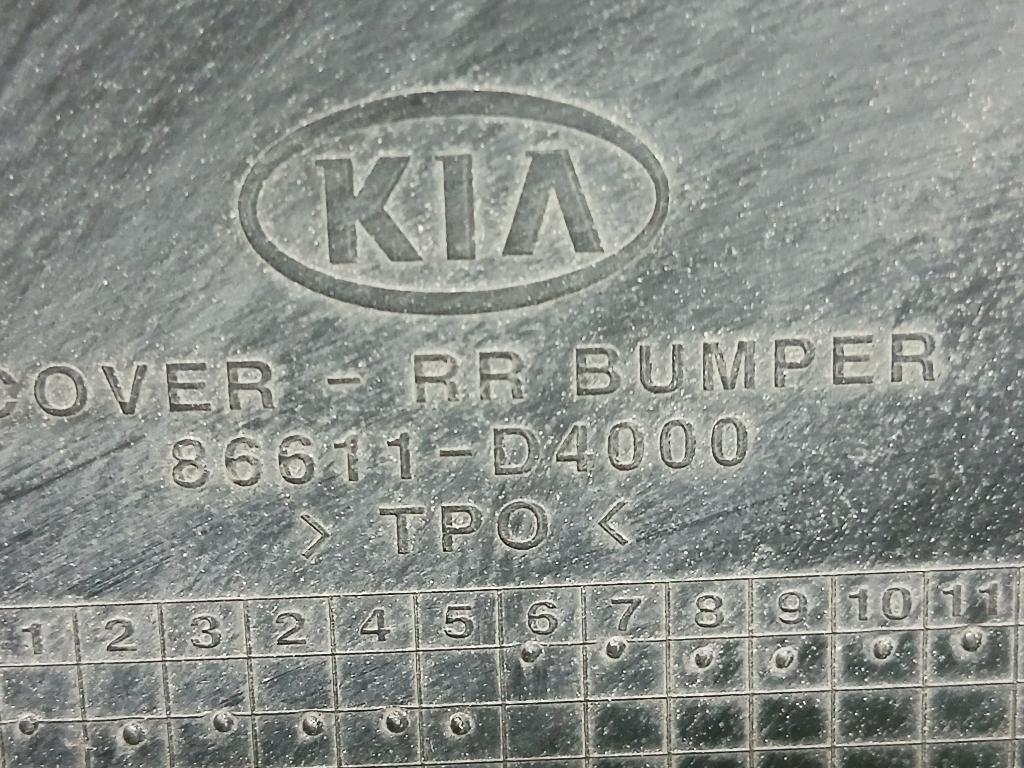 KIA
COVER - RR BUMPER
86611-D4000
> TPO <
1 2 3 2 4 5 6 7 8 9 10 11